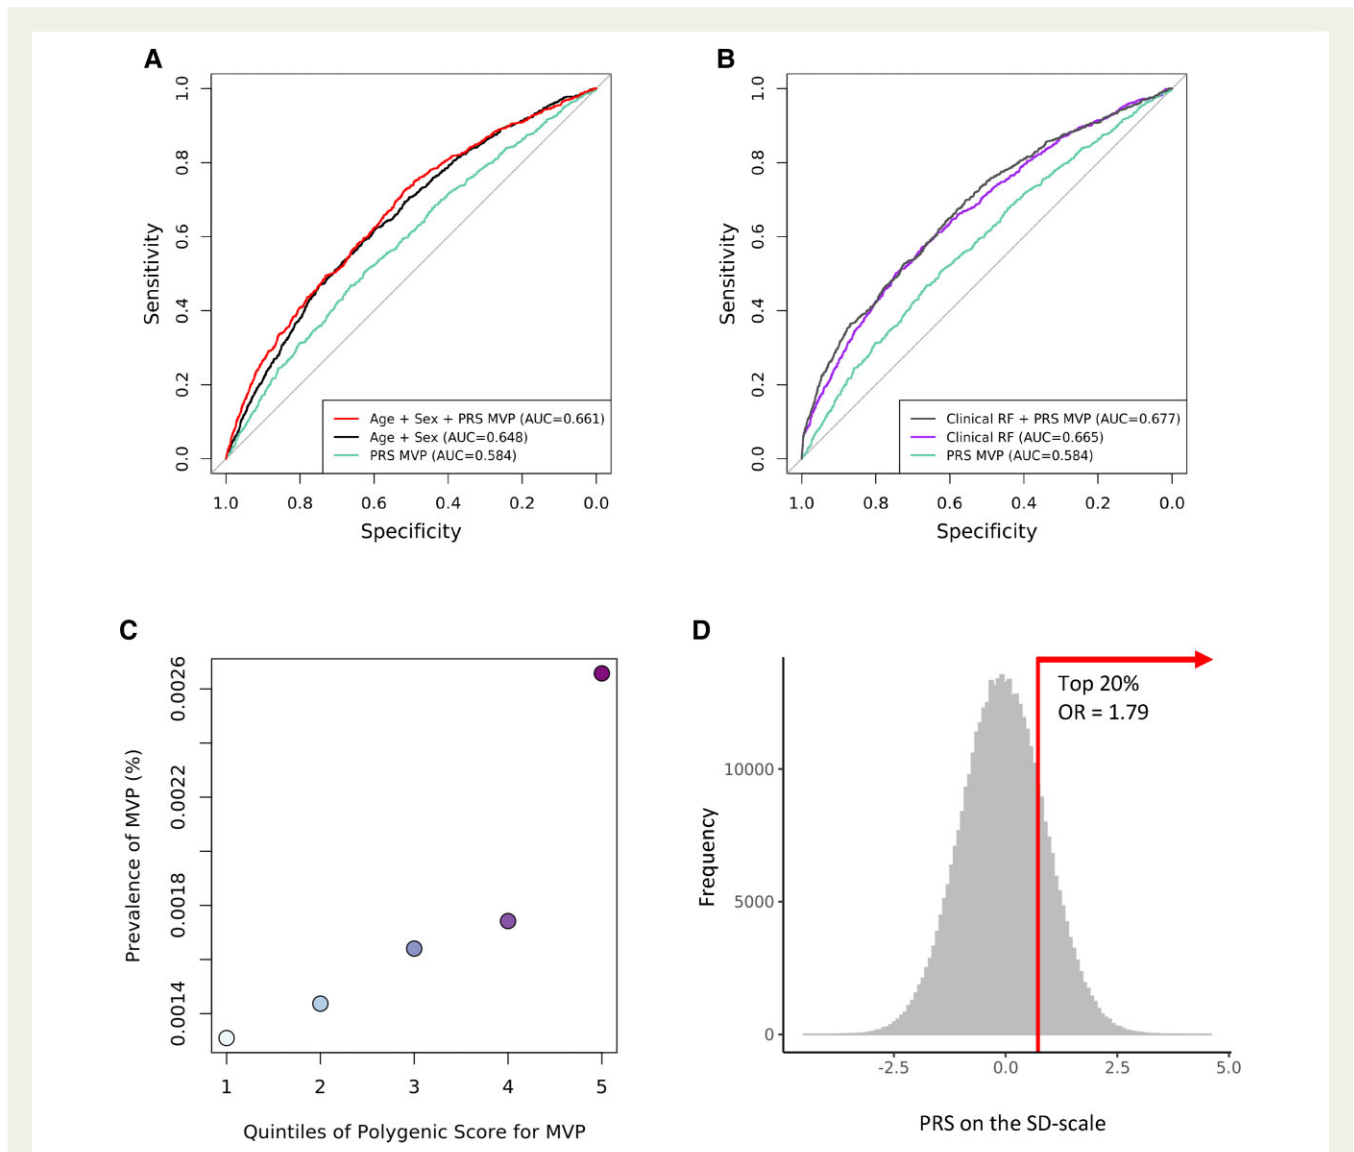 A
1.0
0.8
0.6
0.4
0.2
0.0
Sensitivity
Age + Sex + PRS MVP (AUC=0.661)
Age + Sex (AUC=0.648)
PRS MVP (AUC=0.584)
1.0 0.8 0.6 0.4 0.2 0.0
Specificity
B
1.0
0.8
0.6
0.4
0.2
0.0
Sensitivity
Clinical RF + PRS MVP (AUC=0.677)
Clinical RF (AUC=0.665)
PRS MVP (AUC=0.584)
1.0 0.8 0.6 0.4 0.2 0.0
Specificity
C
0.0026
0.0022
0.0018
0.0014
Prevalence of MVP (%)
1 2 3 4 5
Quintiles of Polygenic Score for MVP
D
Top 20%
OR = 1.79
10000
5000
0
Frequency
-2.5 0.0 2.5 5.0
PRS on the SD-scale